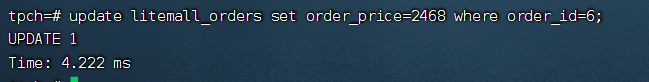 tpch=# update litemall_orders set order_price=2468 where order_id=6;
UPDATE 1
Time: 4.222 ms